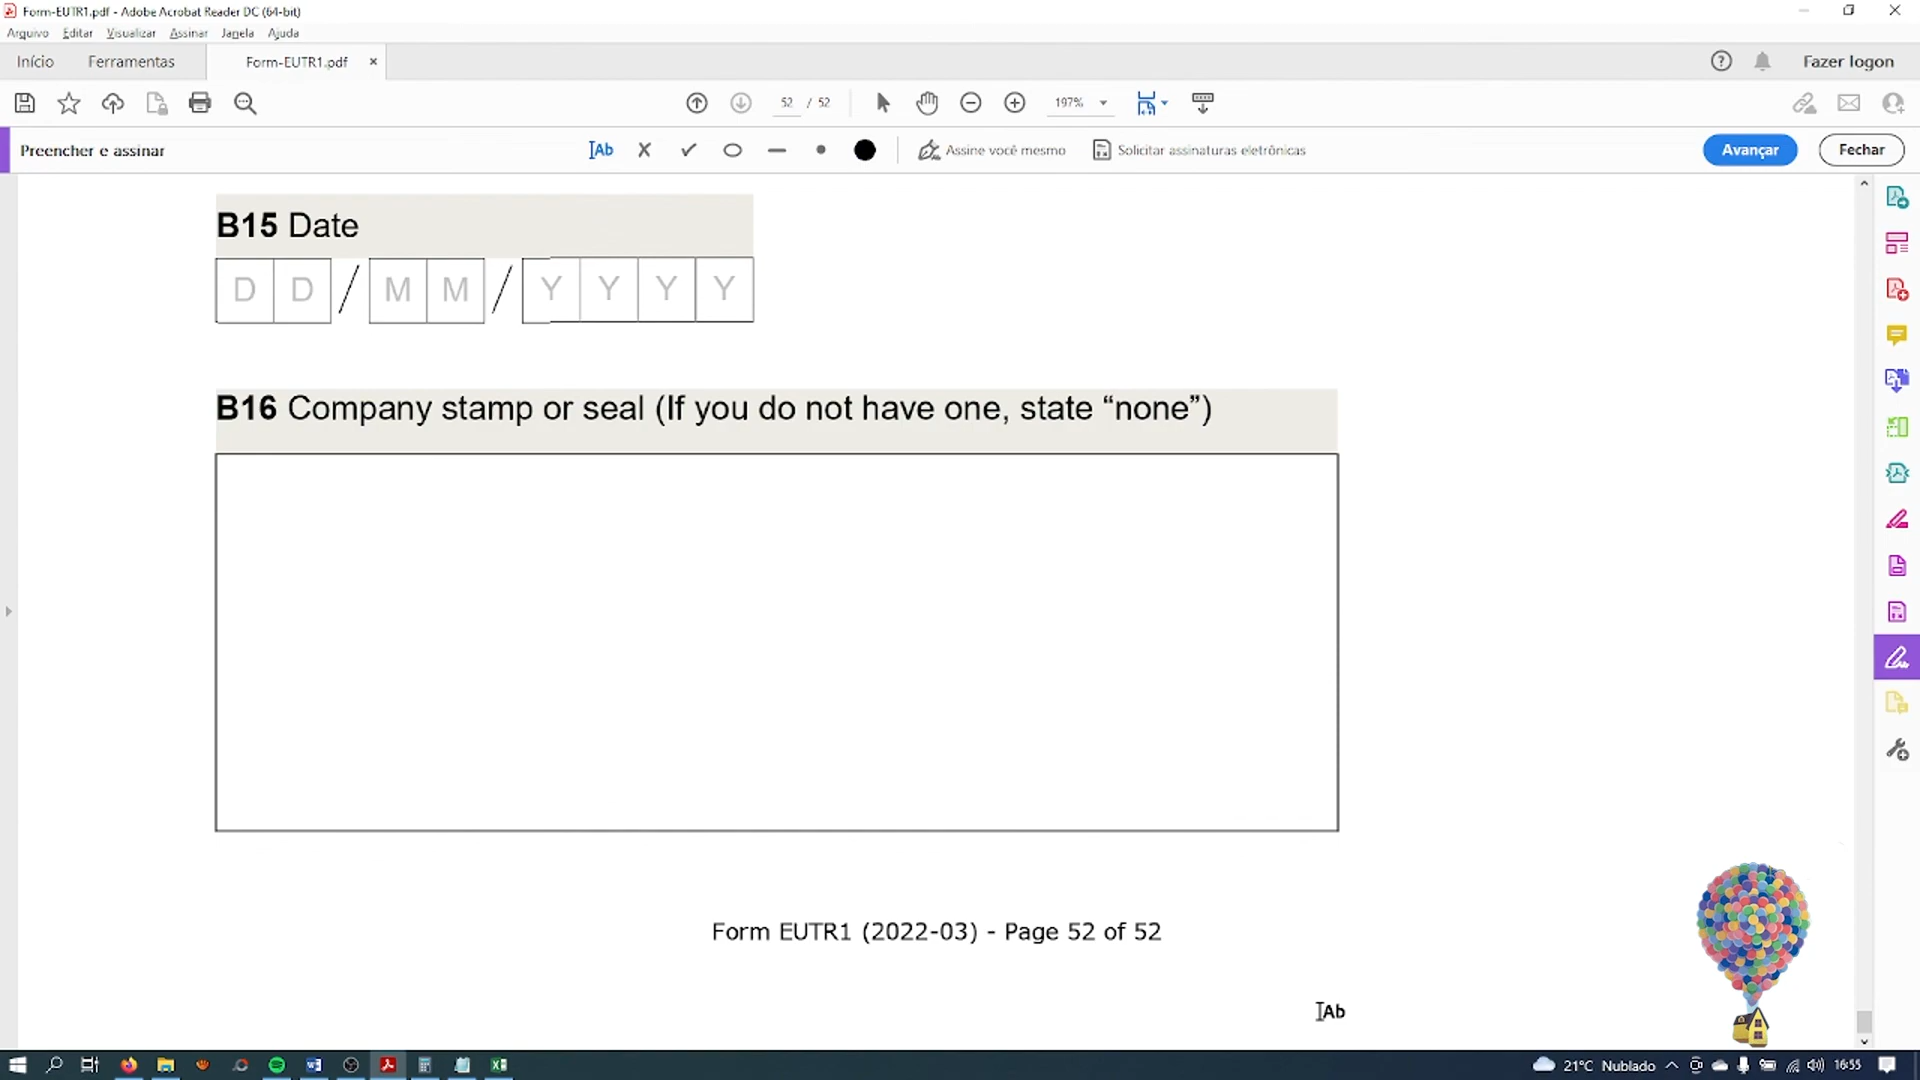 Form-EUTR1.pdf - Adobe Acrobat Reader DC (64-bit)
Arquivo Editar Visualizar Assinar Janela Ajuda
Início Ferramentas Form-EUTR1.pdf × Fazer logon
52 / 52 197%
Preencher e assinar Ab Assine você mesmo Solicitar assinaturas eletrônicas Avançar Fechar
B15 Date
D D / M M / Y Y Y Y
B16 Company stamp or seal (If you do not have one, state “none”)
Form EUTR1 (2022-03) - Page 52 of 52
Ab
21°C Nublado 16:55